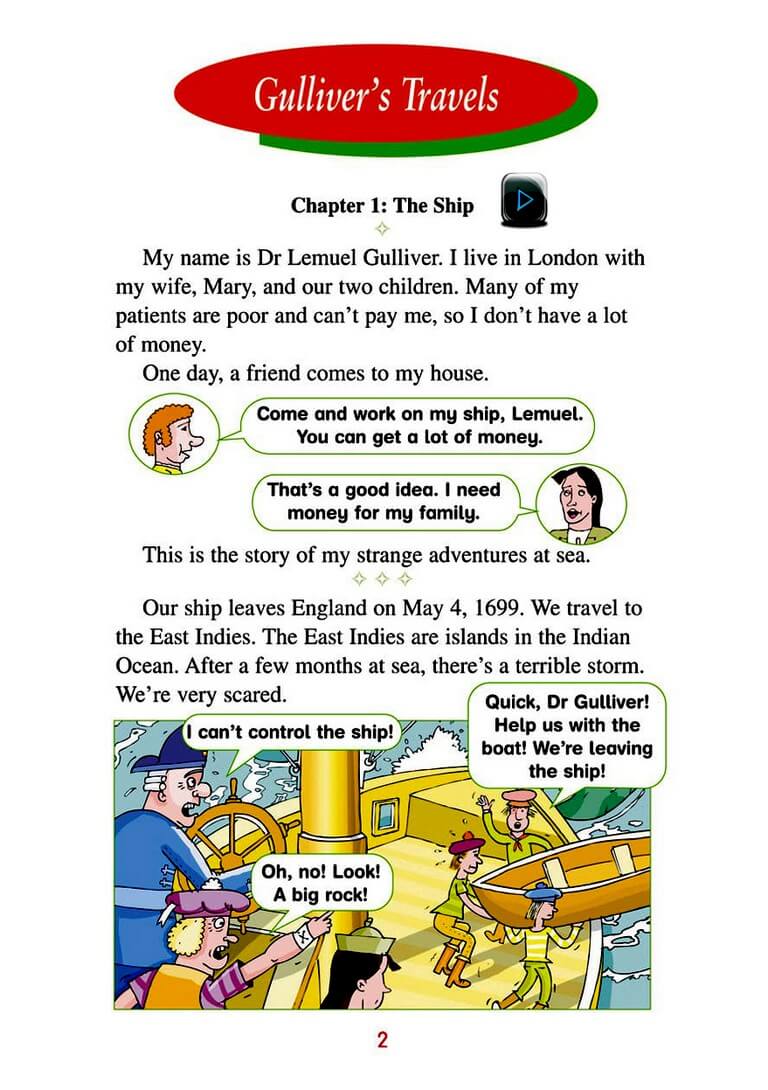 Gulliver's Travels
Chapter 1: The Ship
My name is Dr Lemuel Gulliver. I live in London with
my wife, Mary, and our two children. Many of my
patients are poor and can't pay me, so I don't have a lot
of money.
One day, a friend comes to my house.
Come and work on my ship, Lemuel.
You can get a lot of money.
That's a good idea. I need
money for my family.
This is the story of my strange adventures at sea.
Our ship leaves England on May 4, 1699. We travel to
the East Indies. The East Indies are islands in the Indian
Ocean. After a few months at sea, there's a terrible storm.
We're very scared.
I can't control the ship!
Quick, Dr Gulliver!
Help us with the
boat! We're leaving
the ship!
Oh, no! Look!
A big rock!
2